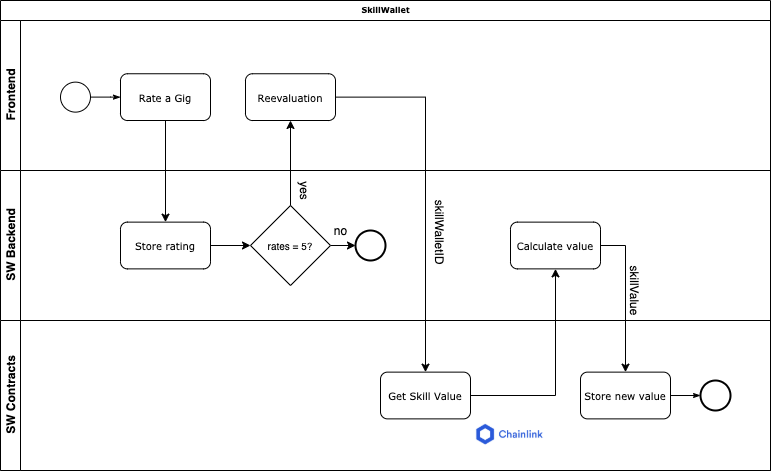 SkillWallet
Frontend
Rate a Gig
Reevaluation
yes
skillWalletID
SW Backend
Store rating
rates = 5?
no
Calculate value
skillValue
SW Contracts
Get Skill Value
Store new value
Chainlink